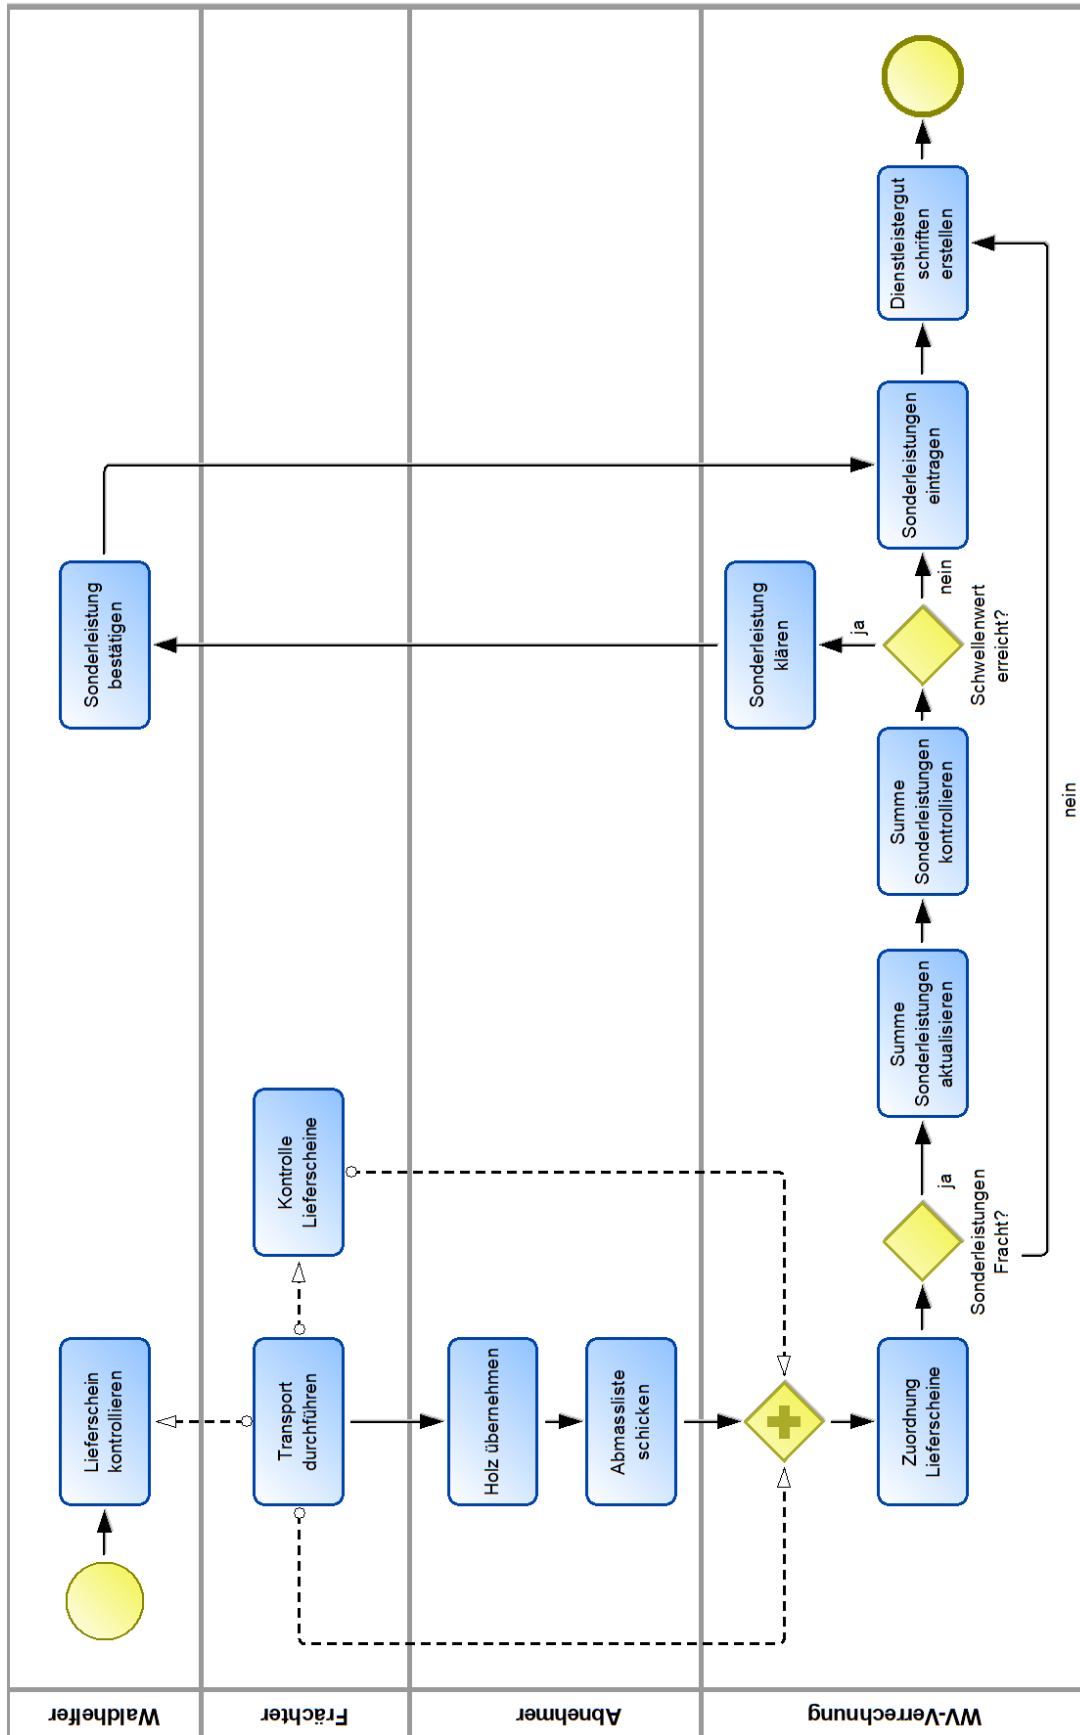 Waldhelfer
Lieferschein
kontrollieren
Sonderleistung
bestätigen
Frächter
Transport
durchführen
Kontrolle
Lieferscheine
Abnehmer
Holz übernehmen
Abmassliste
schicken
WV-Verrechnung
Zuordnung
Lieferscheine
Sonderleistungen
Fracht?
ja
nein
Summe
Sonderleistungen
aktualisieren
Summe
Sonderleistungen
kontrollieren
Schwellenwert
erreicht?
ja
nein
Sonderleistung
klären
Sonderleistungen
eintragen
Dienstleistergut
schriften
erstellen